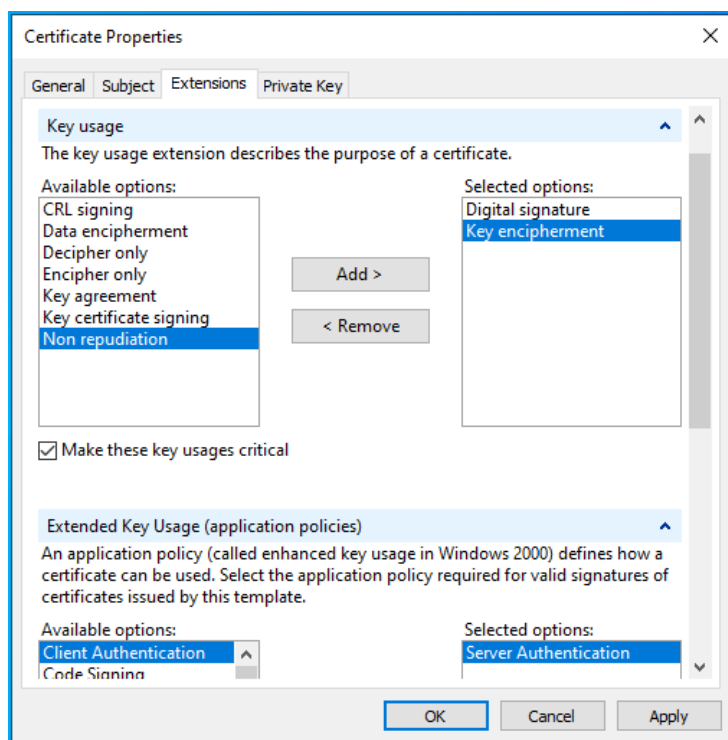 Certificate Properties
General Subject Extensions Private Key
Key usage
The key usage extension describes the purpose of a certificate.
Available options:
CRL signing
Data encipherment
Decipher only
Encipher only
Key agreement
Key certificate signing
Non repudiation
Add >
< Remove
Selected options:
Digital signature
Key encipherment
Make these key usages critical
Extended Key Usage (application policies)
An application policy (called enhanced key usage in Windows 2000) defines how a
certificate can be used. Select the application policy required for valid signatures of
certificates issued by this template.
Available options:
Client Authentication
Code Signing
Selected options:
Server Authentication
OK Cancel Apply